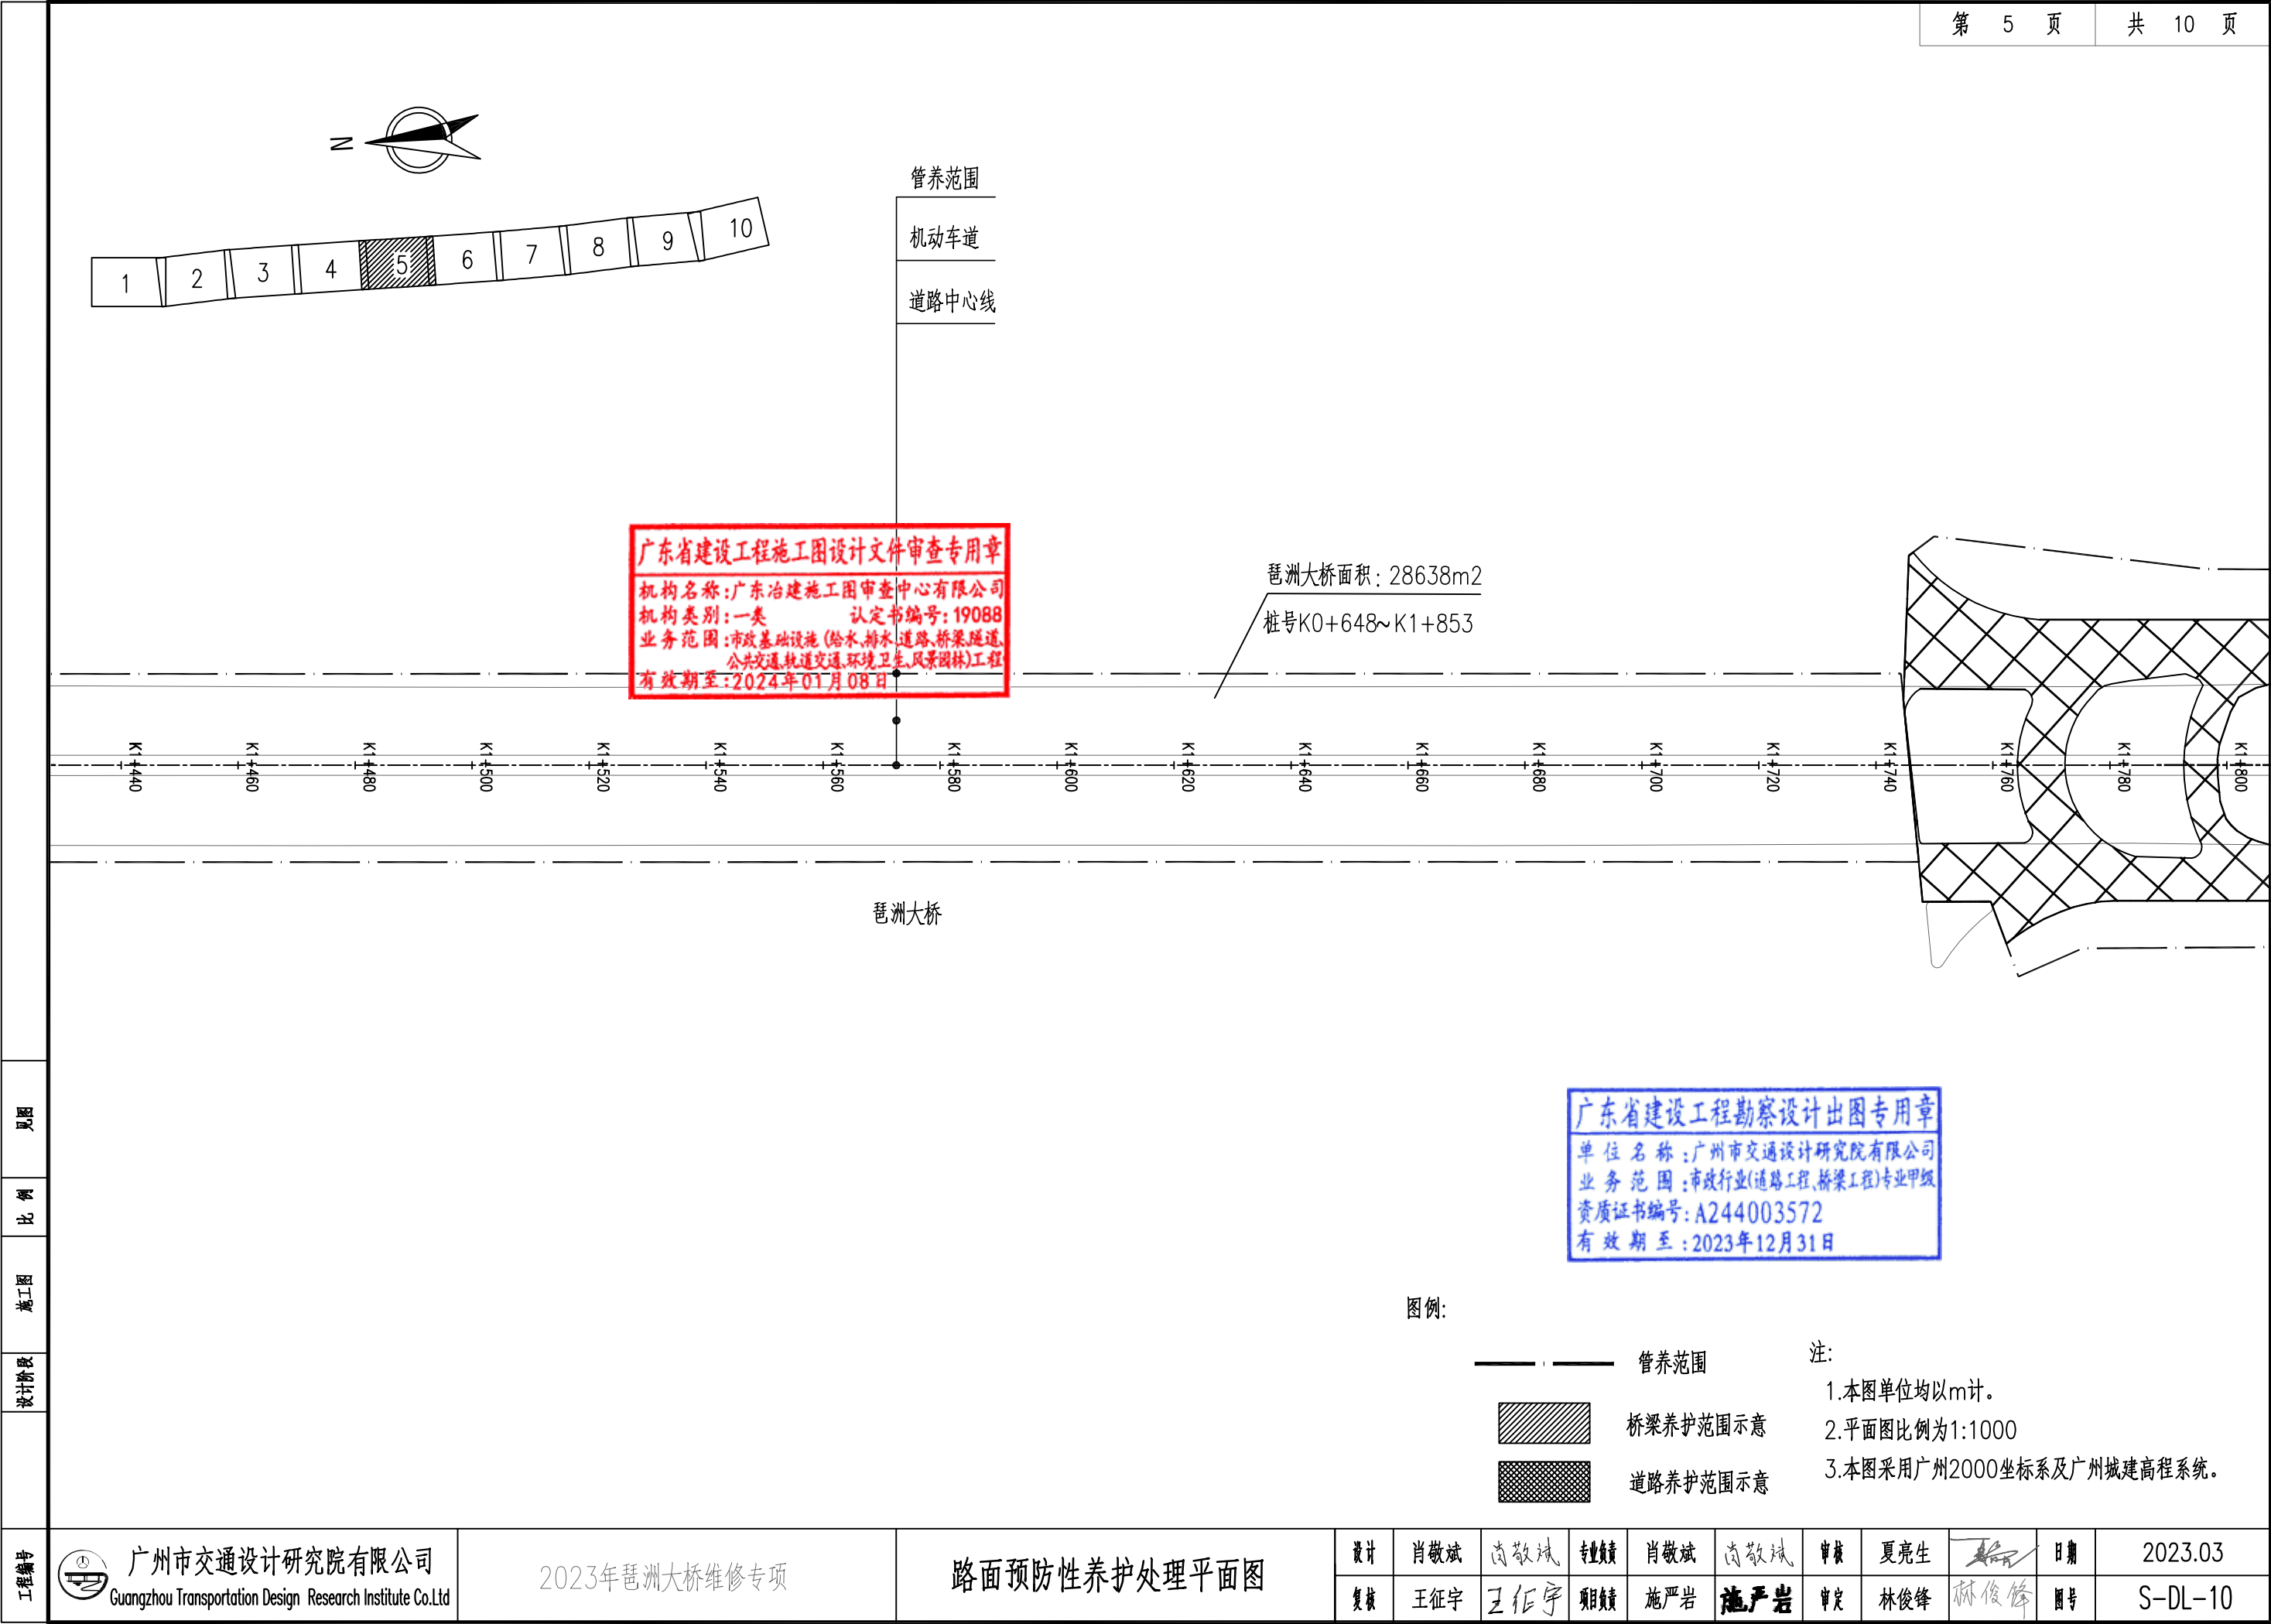 第 5 页 共 10 页
N
1 2 3 4 5 6 7 8 9 10
管养范围
机动车道
道路中心线
广东省建设工程施工图设计文件审查专用章
机构名称:广东冶建施工图审查中心有限公司
机构类别:一类 认定书编号:19088
业务范围:市政基础设施(给水、排水、道路、桥梁、隧道、
公共交通、轨道交通、环境卫生、风景园林)工程
有效期至:2024年01月08日
琶洲大桥面积：28638m2
桩号K0+648~K1+853
K1+440 K1+460 K1+480 K1+500 K1+520 K1+540 K1+560 K1+580 K1+600 K1+620 K1+640 K1+660 K1+680 K1+700 K1+720 K1+740 K1+760 K1+780 K1+800
琶洲大桥
广东省建设工程勘察设计出图专用章
单位名称:广州市交通设计研究院有限公司
业务范围:市政行业(道路工程、桥梁工程)专业甲级
资质证书编号:A244003572
有效期至:2023年12月31日
图例:
管养范围
桥梁养护范围示意
道路养护范围示意
注:
1.本图单位均以m计。
2.平面图比例为1:1000
3.本图采用广州2000坐标系及广州城建高程系统。
见图
比例
施工图
设计阶段
工程编号
广州市交通设计研究院有限公司
Guangzhou Transportation Design Research Institute Co.Ltd
2023年琶洲大桥维修专项
路面预防性养护处理平面图
设计 肖敬斌 肖敬斌 专业负责 肖敬斌 肖敬斌 审核 夏亮生 日期 2023.03
复核 王征宇 王征宇 项目负责 施严岩 施严岩 审定 林俊锋 林俊锋 图号 S-DL-10